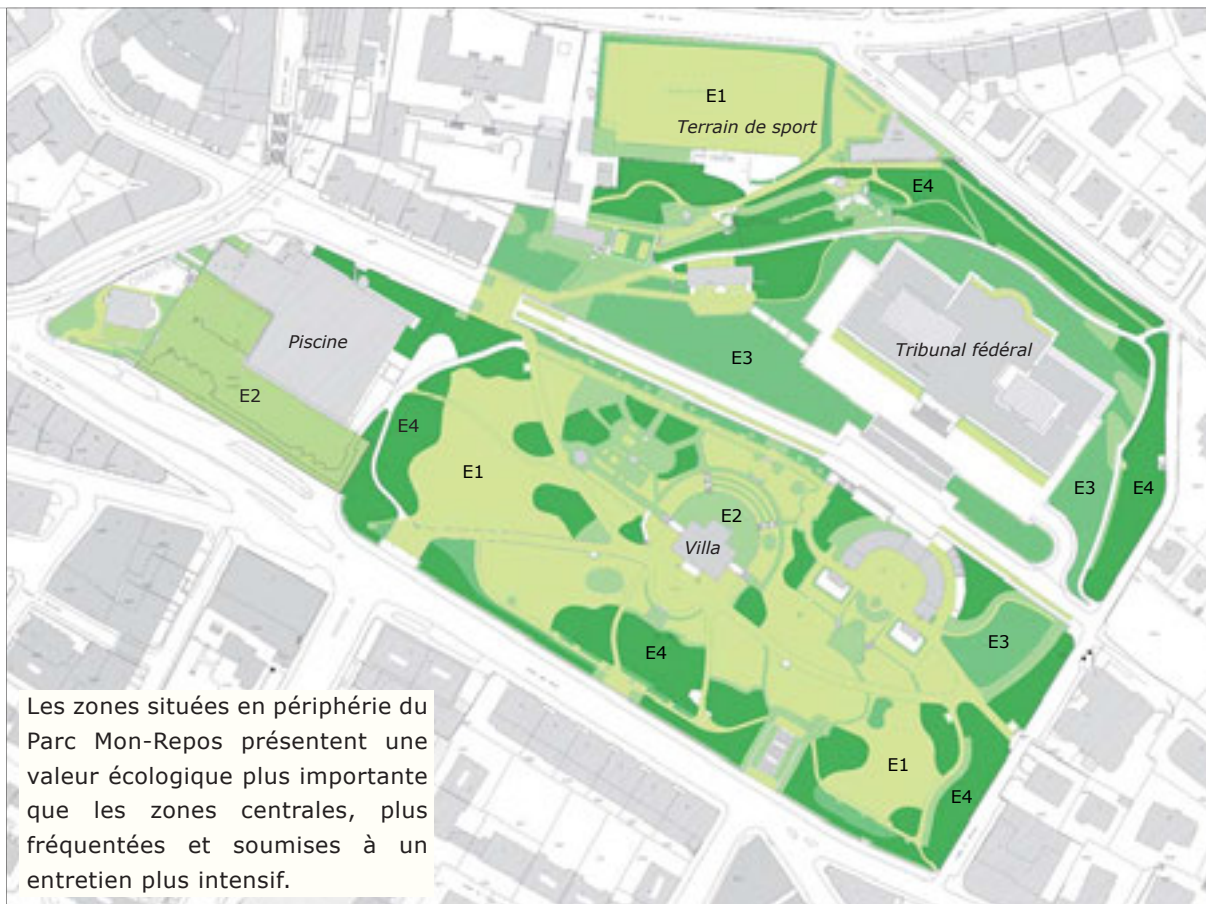 E1
Terrain de sport
E4
Piscine
E3
Tribunal fédéral
E2
E4
E1
E2
E3
E4
Villa
E4
E3
E1
E4
Les zones situées en périphérie du
Parc Mon-Repos présentent une
valeur écologique plus importante
que les zones centrales, plus
fréquentées et soumises à un
entretien plus intensif.